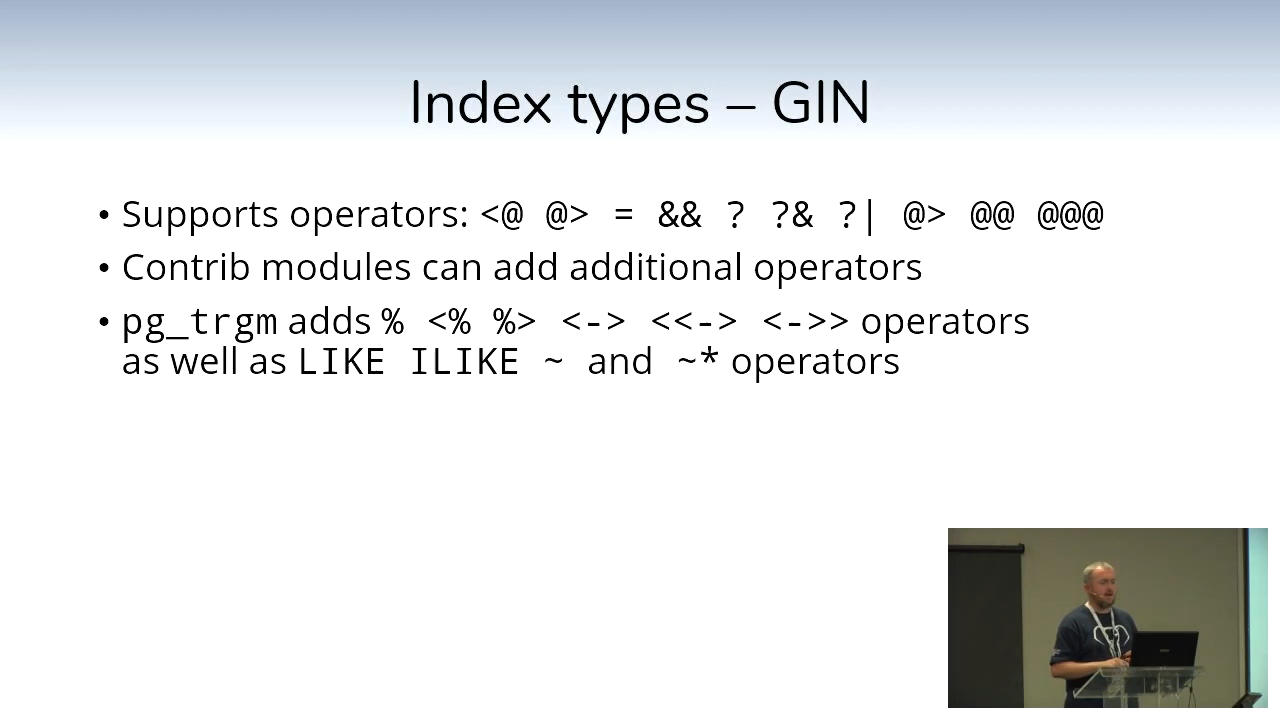 Index types – GIN
• Supports operators: <@ @> = && ? ?& ?| @> @@ @@@
• Contrib modules can add additional operators
• pg_trgm adds % <% %> <-> <<-> <->> operators
as well as LIKE ILIKE ~ and ~* operators